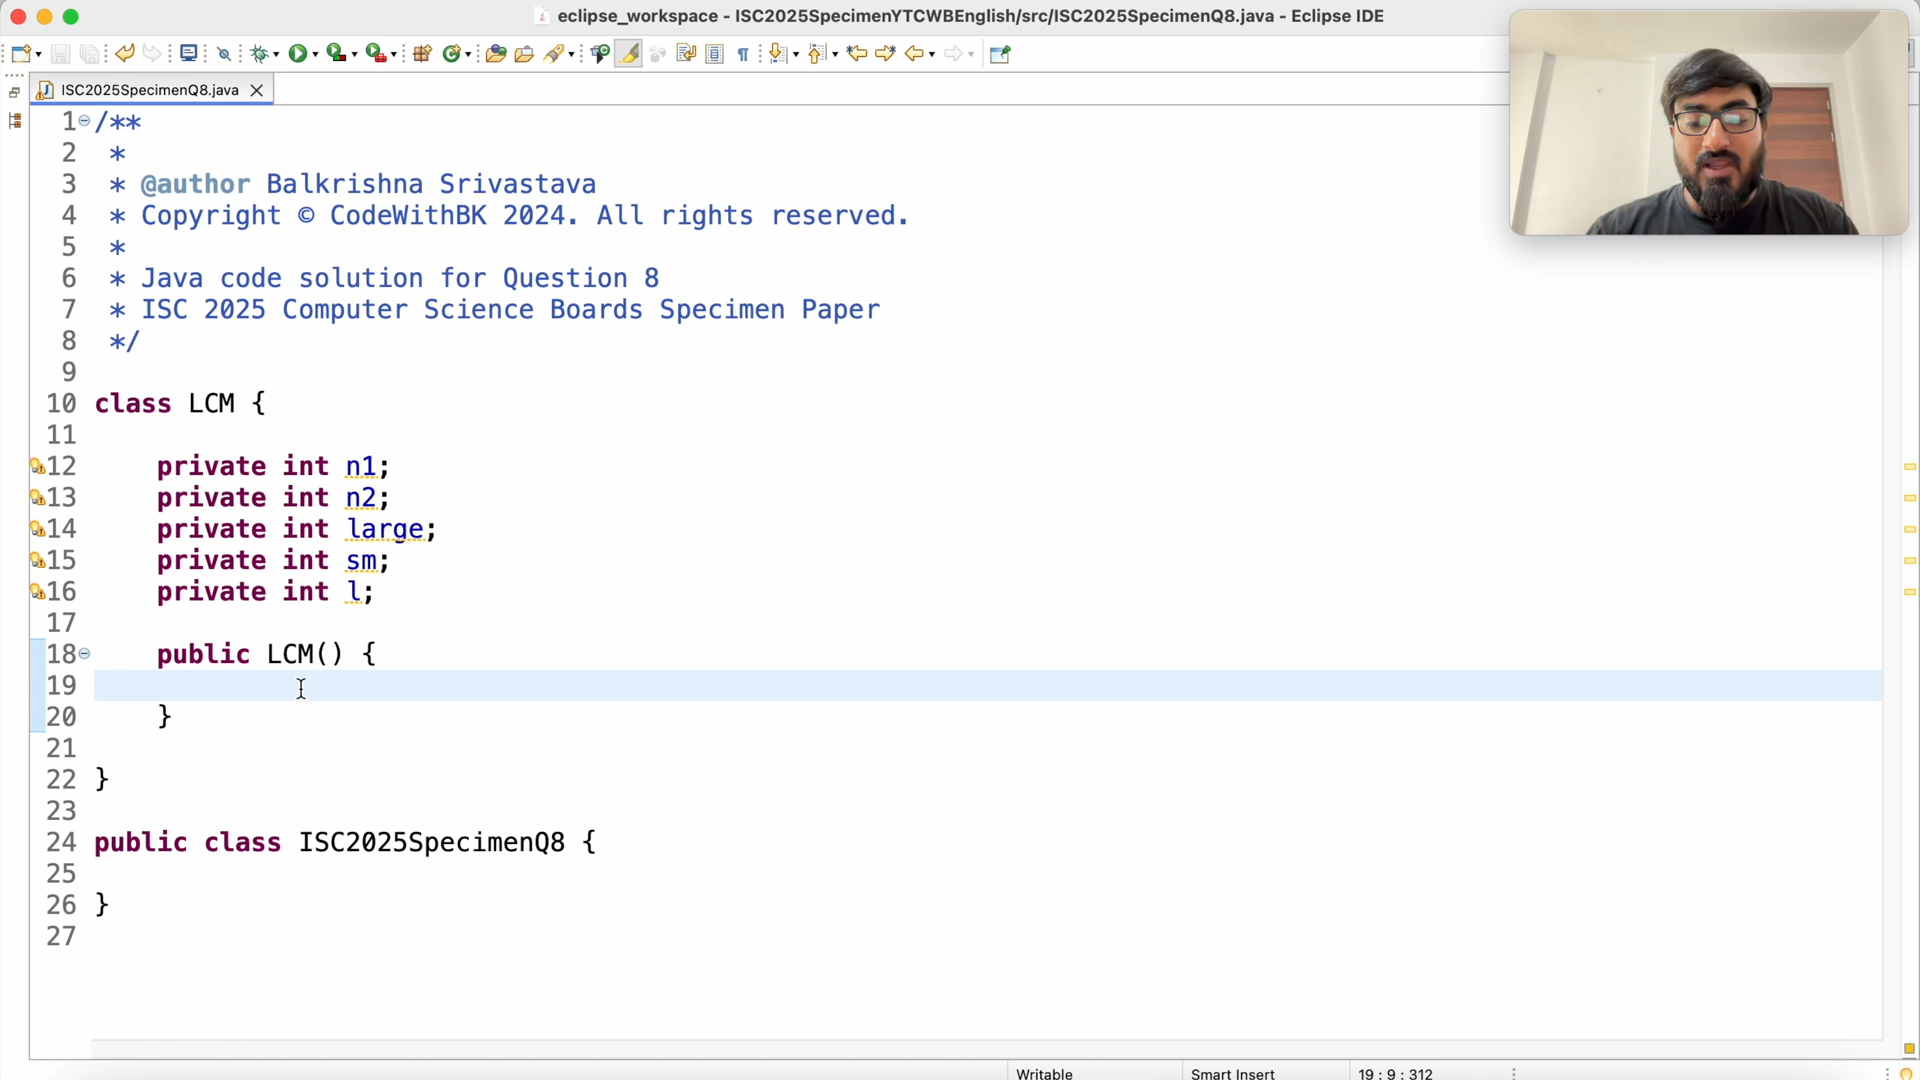 eclipse_workspace - ISC2025SpecimenYTCWBEnglish/src/ISC2025SpecimenQ8.java - Eclipse IDE
ISC2025SpecimenQ8.java
1 /**
2 *
3 * @author Balkrishna Srivastava
4 * Copyright © CodeWithBK 2024. All rights reserved.
5 *
6 * Java code solution for Question 8
7 * ISC 2025 Computer Science Boards Specimen Paper
8 */
9
10 class LCM {
11
12 private int n1;
13 private int n2;
14 private int large;
15 private int sm;
16 private int l;
17
18 public LCM() {
19
20 }
21
22 }
23
24 public class ISC2025SpecimenQ8 {
25
26 }
27
Writable Smart Insert 19 : 9 : 312